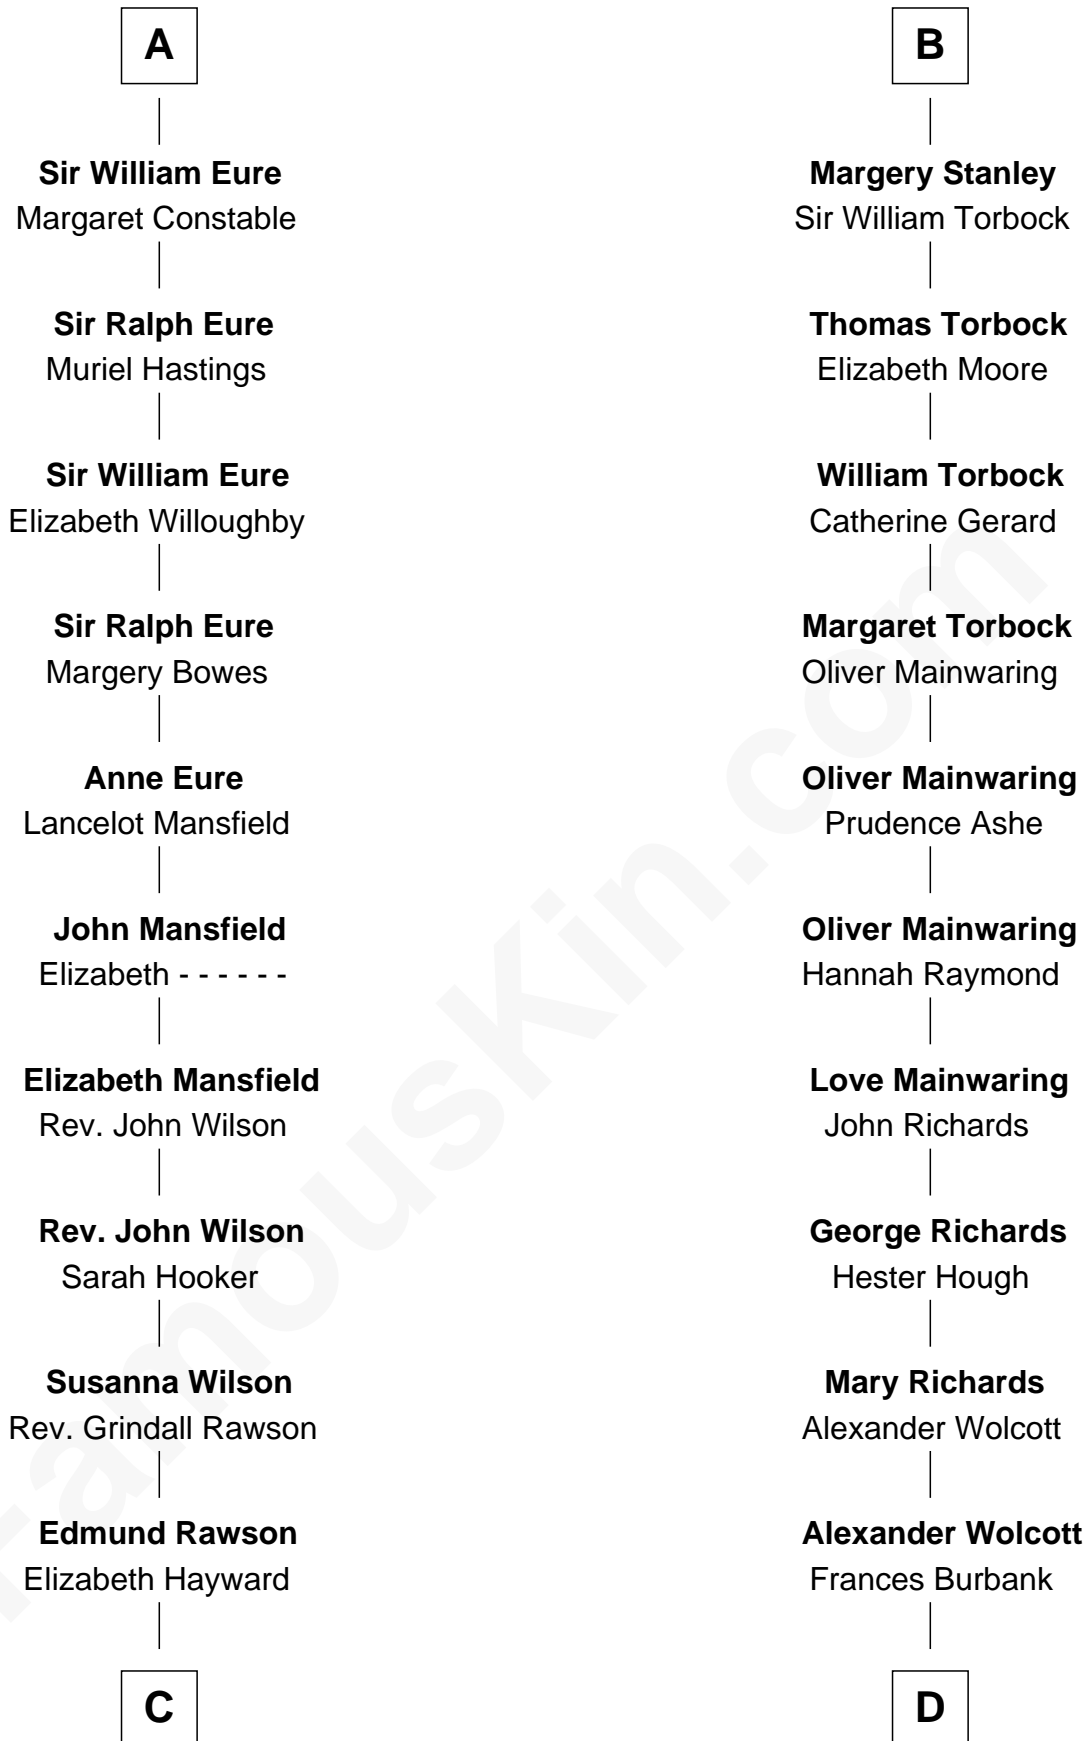 A
Sir William Eure
Margaret Constable
Sir Ralph Eure
Muriel Hastings
Sir William Eure
Elizabeth Willoughby
Sir Ralph Eure
Margery Bowes
Anne Eure
Lancelot Mansfield
John Mansfield
Elizabeth - - - - - -
Elizabeth Mansfield
Rev. John Wilson
Rev. John Wilson
Sarah Hooker
Susanna Wilson
Rev. Grindall Rawson
Edmund Rawson
Elizabeth Hayward
C
B
Margery Stanley
Sir William Torbock
Thomas Torbock
Elizabeth Moore
William Torbock
Catherine Gerard
Margaret Torbock
Oliver Mainwaring
Oliver Mainwaring
Prudence Ashe
Oliver Mainwaring
Hannah Raymond
Love Mainwaring
John Richards
George Richards
Hester Hough
Mary Richards
Alexander Wolcott
Alexander Wolcott
Frances Burbank
D
FamousKin.com